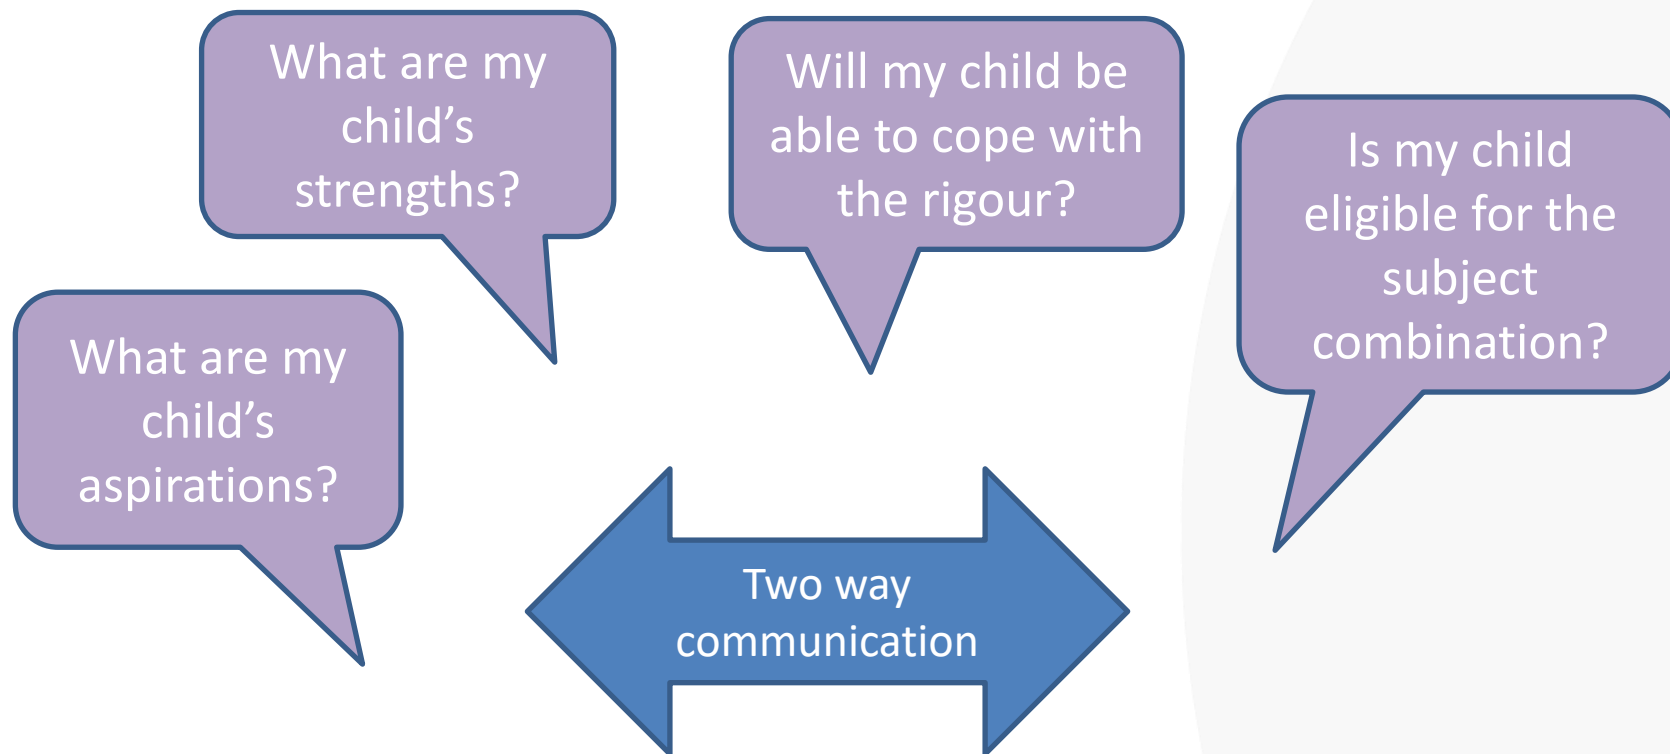 What are my
child’s
strengths?
Will my child be
able to cope with
the rigour?
Is my child
eligible for the
subject
combination?
What are my
child’s
aspirations?
Two way
communication